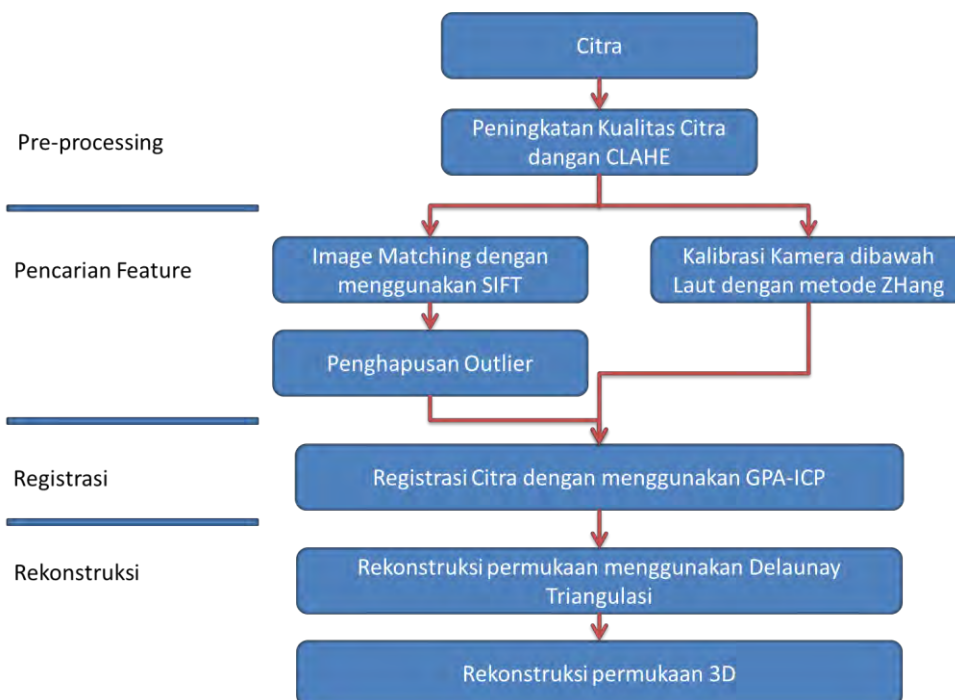 Citra
Pre-processing
Peningkatan Kualitas Citra
dangan CLAHE
Pencarian Feature
Image Matching dengan
menggunakan SIFT
Kalibrasi Kamera dibawah
Laut dengan metode ZHang
Penghapusan Outlier
Registrasi
Registrasi Citra dengan menggunakan GPA-ICP
Rekonstruksi
Rekonstruksi permukaan menggunakan Delaunay
Triangulasi
Rekonstruksi permukaan 3D